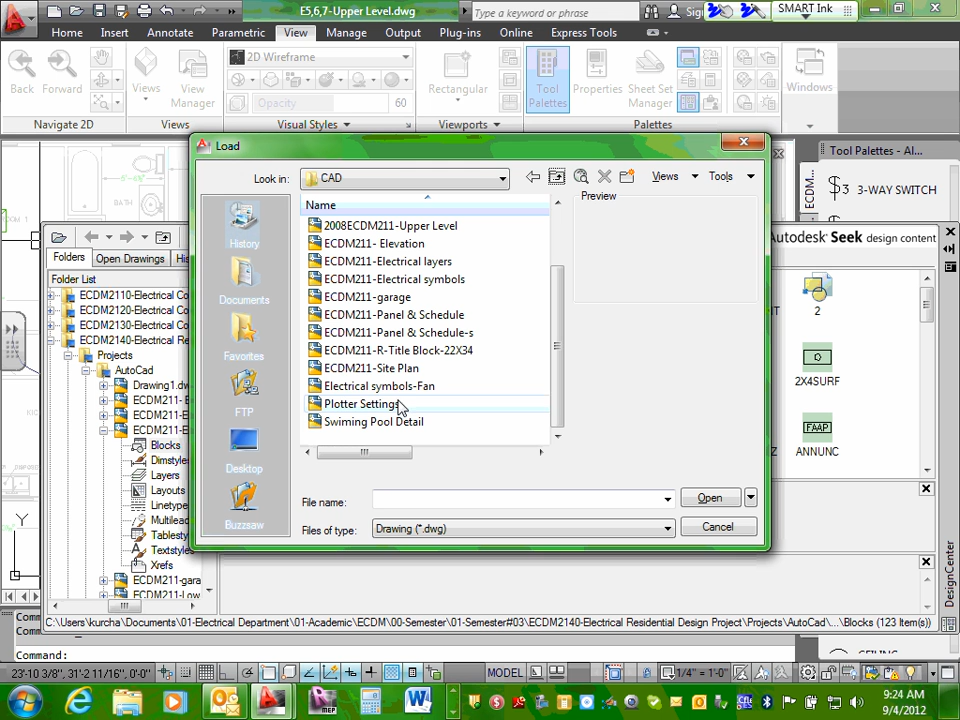 E5,6,7-Upper Level.dwg
Type a keyword or phrase
Sig
SMART Ink
Home Insert Annotate Parametric View Manage Output Plug-ins Online Express Tools
2D Wireframe
Opacity 60
Back Forward
Views View Manager
Rectangular
Tool Palettes
Properties
Sheet Set Manager
Windows
Navigate 2D
Views
Visual Styles
Viewports
Palettes
Load
Look in: CAD
Views Tools
Name
Preview
2008ECDM211-Upper Level
ECDM211- Elevation
ECDM211-Electrical layers
ECDM211-Electrical symbols
ECDM211-garage
ECDM211-Panel & Schedule
ECDM211-Panel & Schedule-s
ECDM211-R-Title Block-22X34
ECDM211-Site Plan
Electrical symbols-Fan
Plotter Settings
Swiming Pool Detail
History
Documents
Favorites
FTP
Desktop
Buzzsaw
File name:
Open
Files of type: Drawing (*.dwg)
Cancel
Tool Palettes - Al...
ECDM...
3-WAY SWITCH
Autodesk Seek design content
2
2X4SURF
FAAP
ANNUNC
DesignCenter
BATH
Folders Open Drawings His
Folder List
ECDM2110-Electrical Co
ECDM2120-Electrical Co
ECDM2130-Electrical Co
ECDM2140-Electrical Re
Projects
AutoCad
Drawing1.dw
ECDM211- E
ECDM211-E
ECDM211-E
Blocks
Dimstyles
Layers
Layouts
Linetype
Multilead
Tablesty
Textstyles
Xrefs
ECDM211-gara
ECDM211-Low
Y
C:\Users\kurcha\Documents\01-Electrical Department\01-Academic\ECDM\00-Semester\01-Semester#03\ECDM2140-Electrical Residential Design Project\Projects\AutoCad\...\Blocks (123 Item(s))
Comm
Comm
Command:
23'-10 3/8", 31'-2 11/16", 0'-0"
MODEL
1/4" = 1'-0"
MEP
9:24 AM
9/4/2012